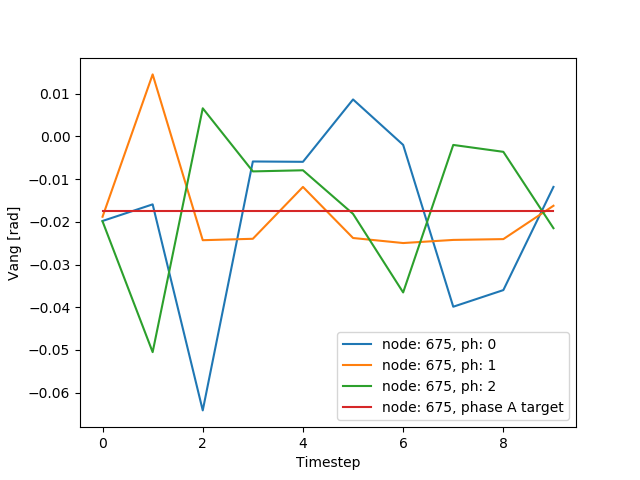 0.01
0.00
−0.01
−0.02
−0.03
−0.04
−0.05
−0.06
Vang [rad]
node: 675, ph: 0
node: 675, ph: 1
node: 675, ph: 2
node: 675, phase A target
0 2 4 6 8
Timestep